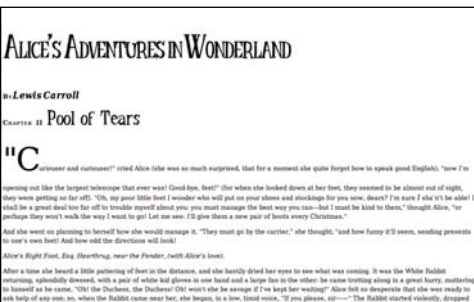 ALICE'S ADVENTURES IN WONDERLAND
BY Lewis Carroll
CHAPTER II Pool of Tears
"Curiouser and curiouser!" cried Alice (she was so much surprised, that for a moment she quite forgot how to speak good English); "now I'm
opening out like the largest telescope that ever was! Good-bye, feet!" (for when she looked down at her feet, they seemed to be almost out of sight,
they were getting so far off). "Oh, my poor little feet I wonder who will put on your shoes and stockings for you now, dears? I'm sure I sha'n't be able! I
shall be a great deal too far off to trouble myself about you: you must manage the best way you can—but I must be kind to them," thought Alice, "or
perhaps they won't walk the way I want to go! Let me see: I'll give them a new pair of boots every Christmas."
And she went on planning to herself how she would manage it. "They must go by the carrier," she thought; "and how funny it'll seem, sending presents
to one's own feet! And how odd the directions will look!
Alice's Right Foot, Esq. Hearthrug, near the Fender, (with Alice's love).
After a time she heard a little pattering of feet in the distance, and she hastily dried her eyes to see what was coming. It was the White Rabbit
returning, splendidly dressed, with a pair of white kid gloves in one hand and a large fan in the other: he came trotting along in a great hurry, muttering
to himself as he came, "Oh! the Duchess, the Duchess! Oh! won't she be savage if I've kept her waiting!" Alice felt so desperate that she was ready to
ask help of any one; so, when the Rabbit came near her, she began, in a low, timid voice, "If you please, sir——" The Rabbit started violently, dropped